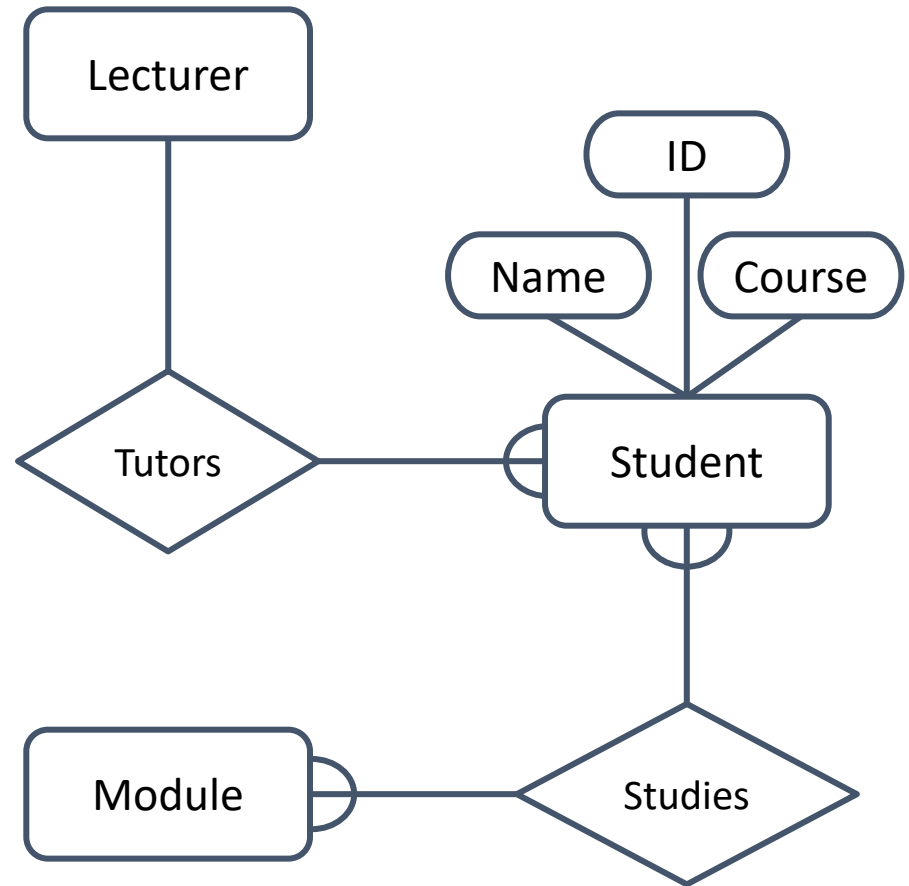 Lecturer
ID
Name
Course
Tutors
Student
Module
Studies